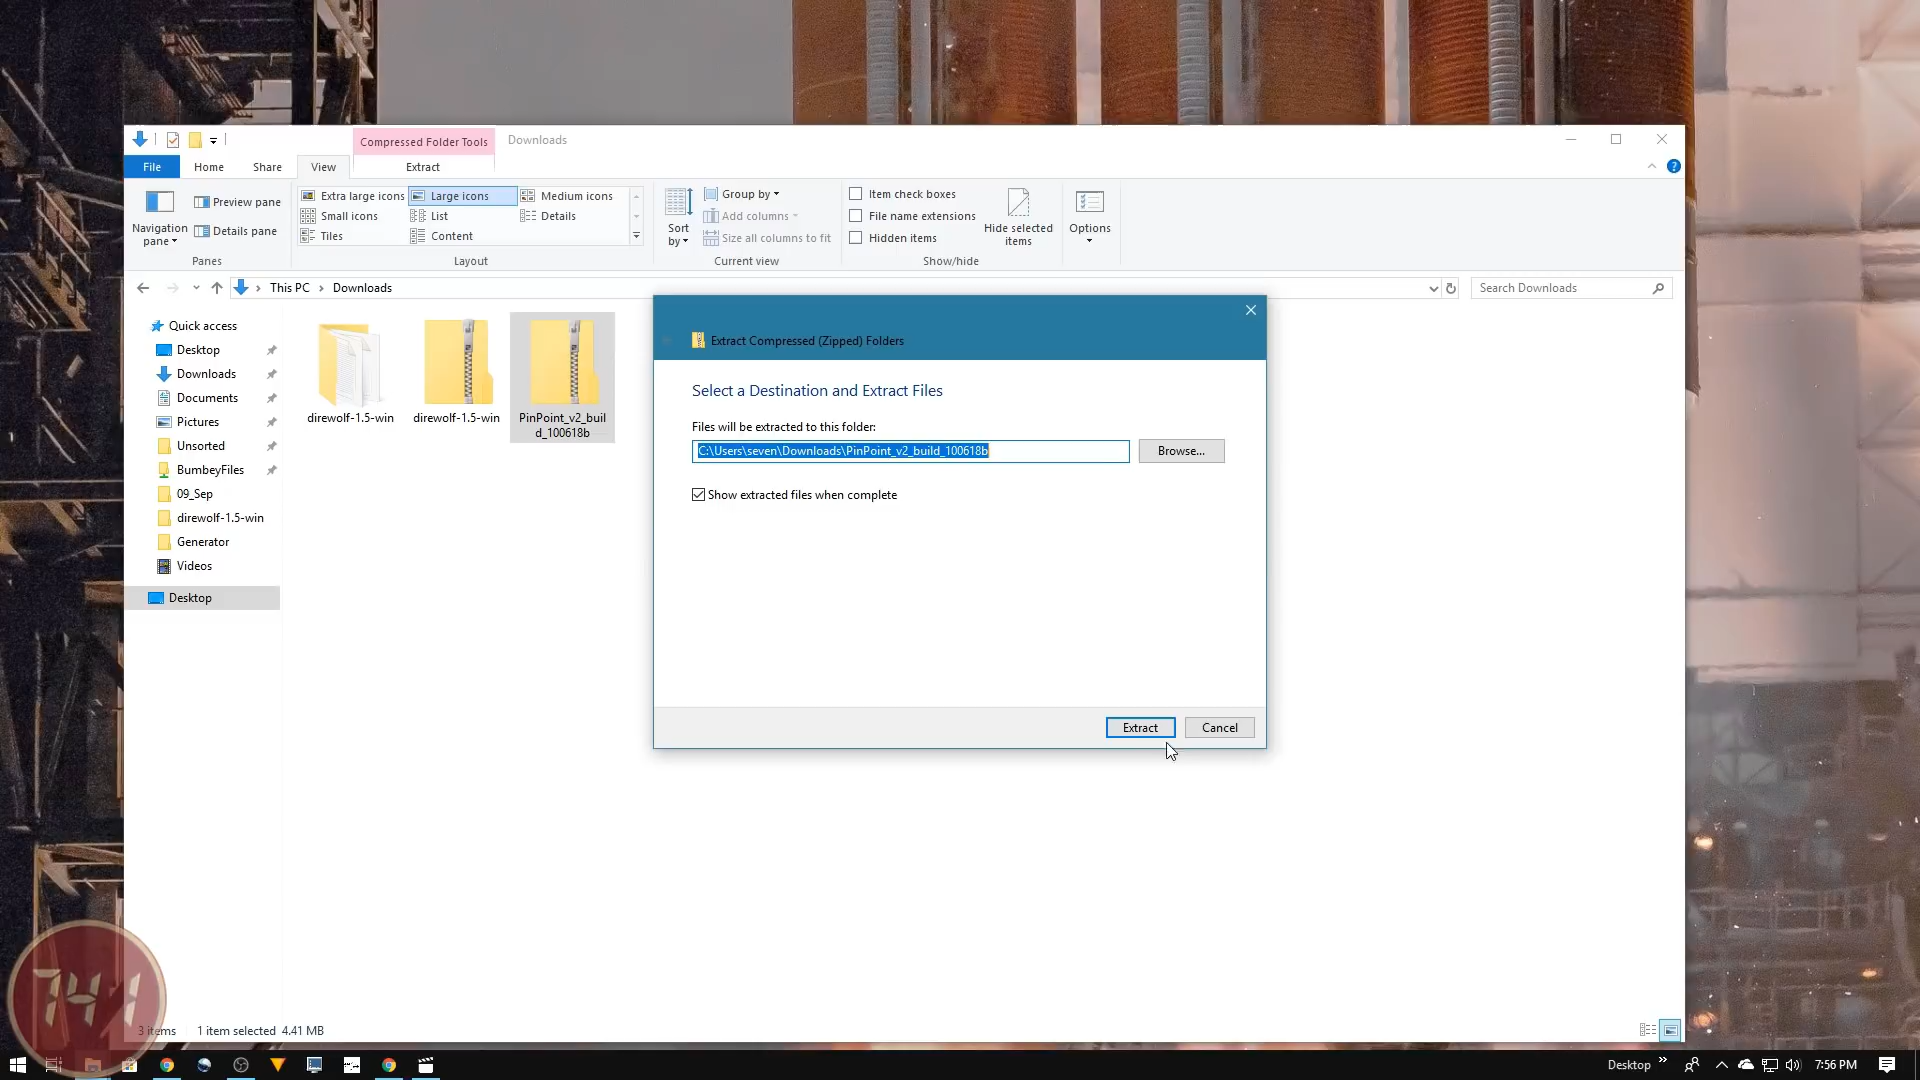 Compressed Folder Tools
Downloads
File
Home
Share
View
Extract
Navigation pane
Preview pane
Details pane
Panes
Extra large icons
Large icons
Medium icons
Small icons
List
Details
Tiles
Content
Layout
Sort by
Group by
Add columns
Size all columns to fit
Current view
Item check boxes
File name extensions
Hidden items
Hide selected items
Show/hide
Options
This PC
Downloads
Search Downloads
Quick access
Desktop
Downloads
Documents
Pictures
Unsorted
BumbeyFiles
09_Sep
direwolf-1.5-win
Generator
Videos
Desktop
direwolf-1.5-win
direwolf-1.5-win
PinPoint_v2_buil
d_100618b
Extract Compressed (Zipped) Folders
Select a Destination and Extract Files
Files will be extracted to this folder:
C:\Users\seven\Downloads\PinPoint_v2_build_100618b
Browse...
Show extracted files when complete
Extract
Cancel
3 items
1 item selected 4.41 MB
741
Desktop
7:56 PM